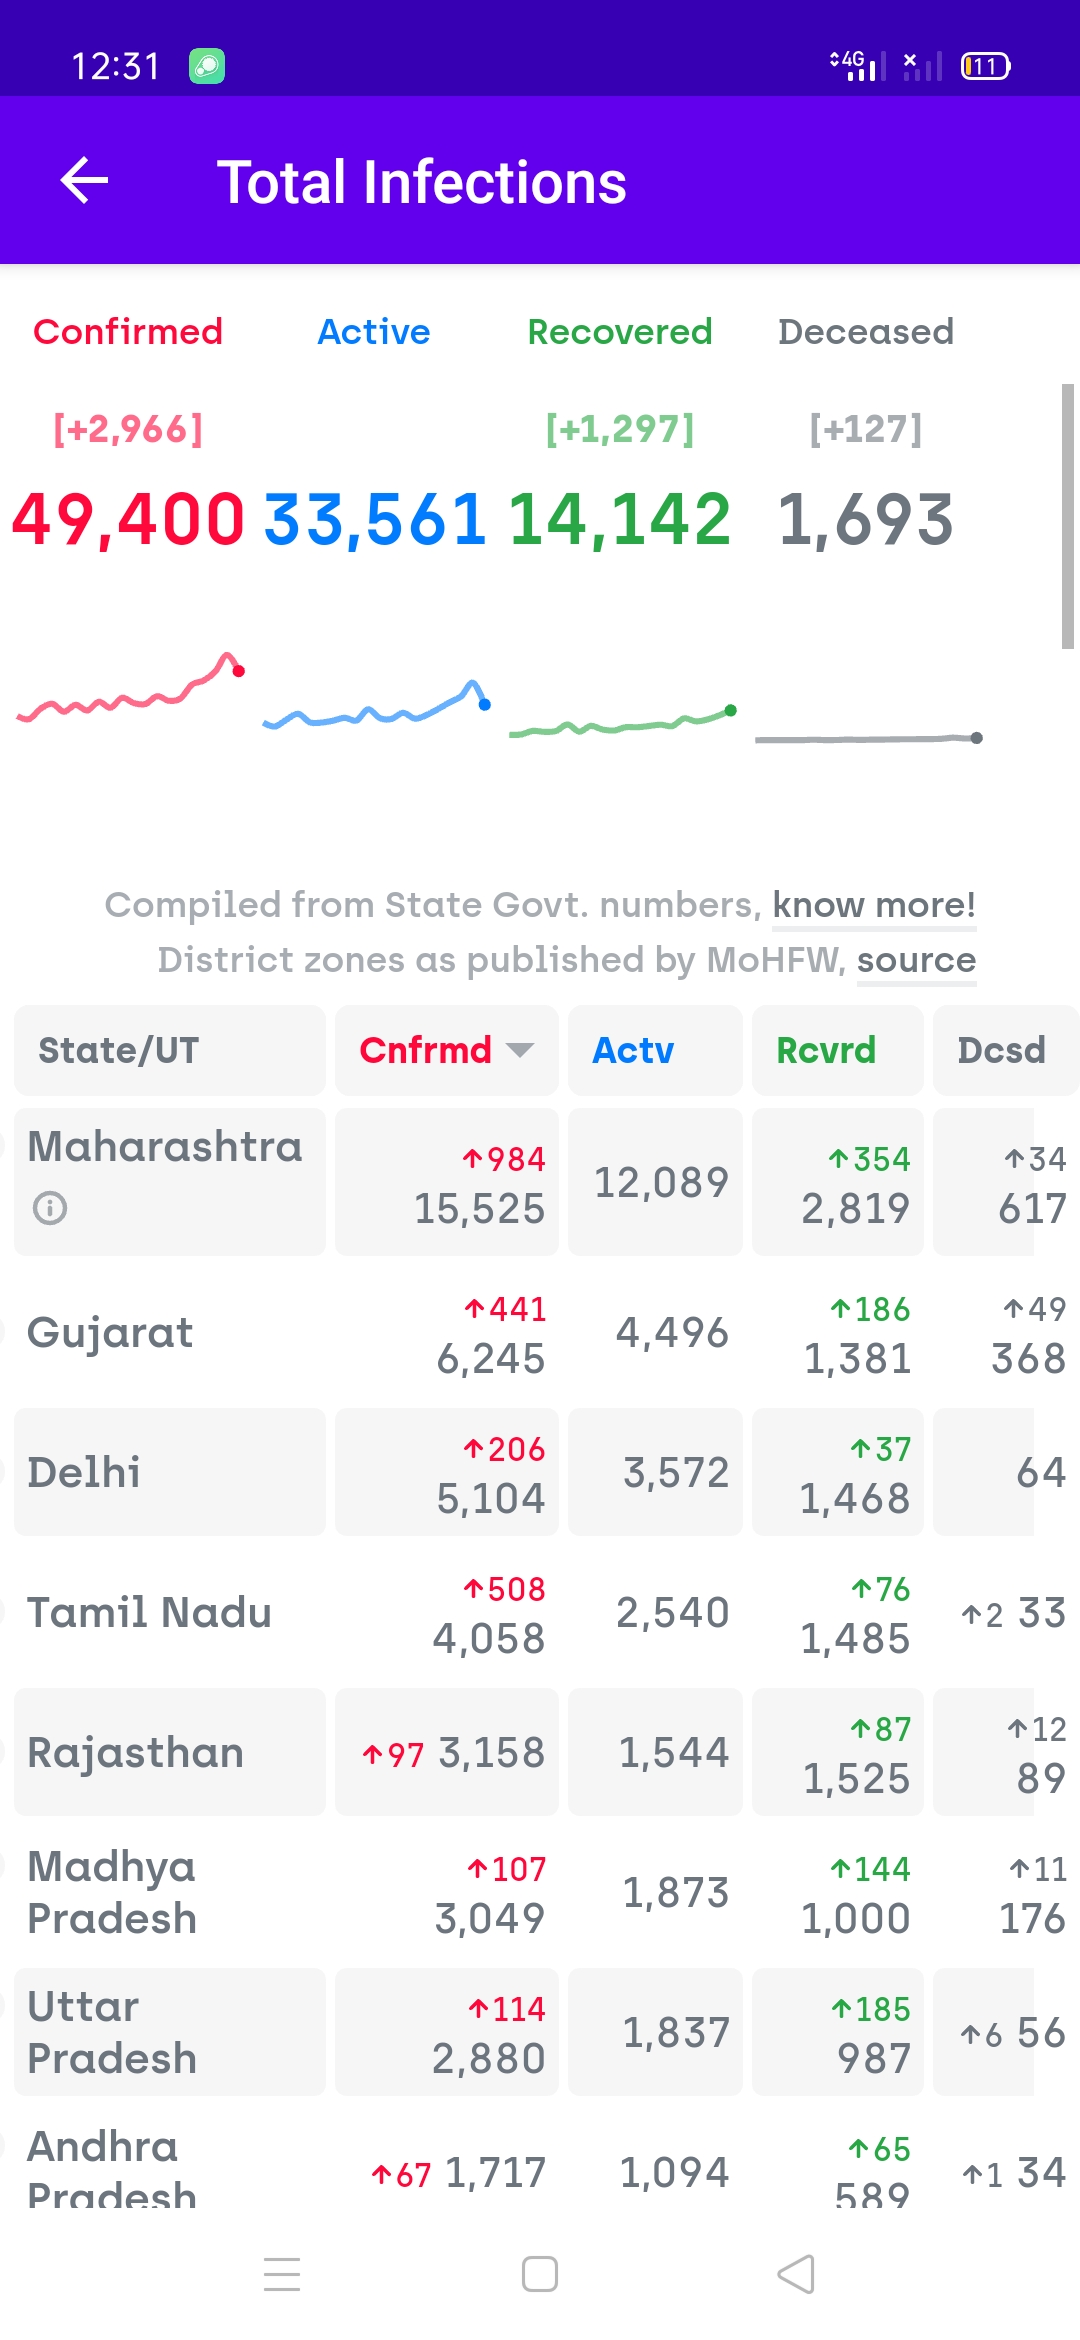 12:31 4G 11
Total Infections
Confirmed Active Recovered Deceased
[+2,966] [+1,297] [+127]
49,400 33,561 14,142 1,693
Compiled from State Govt. numbers, know more!
District zones as published by MoHFW, source
State/UT Cnfrmd Actv Rcvrd Dcsd
Maharashtra ↑984 15,525 12,089 ↑354 2,819 ↑34 617
Gujarat ↑441 6,245 4,496 ↑186 1,381 ↑49 368
Delhi ↑206 5,104 3,572 ↑37 1,468 64
Tamil Nadu ↑508 4,058 2,540 ↑76 1,485 ↑2 33
Rajasthan ↑97 3,158 1,544 ↑87 1,525 ↑12 89
Madhya Pradesh ↑107 3,049 1,873 ↑144 1,000 ↑11 176
Uttar Pradesh ↑114 2,880 1,837 ↑185 987 ↑6 56
Andhra Pradesh ↑67 1,717 1,094 ↑65 589 ↑1 34